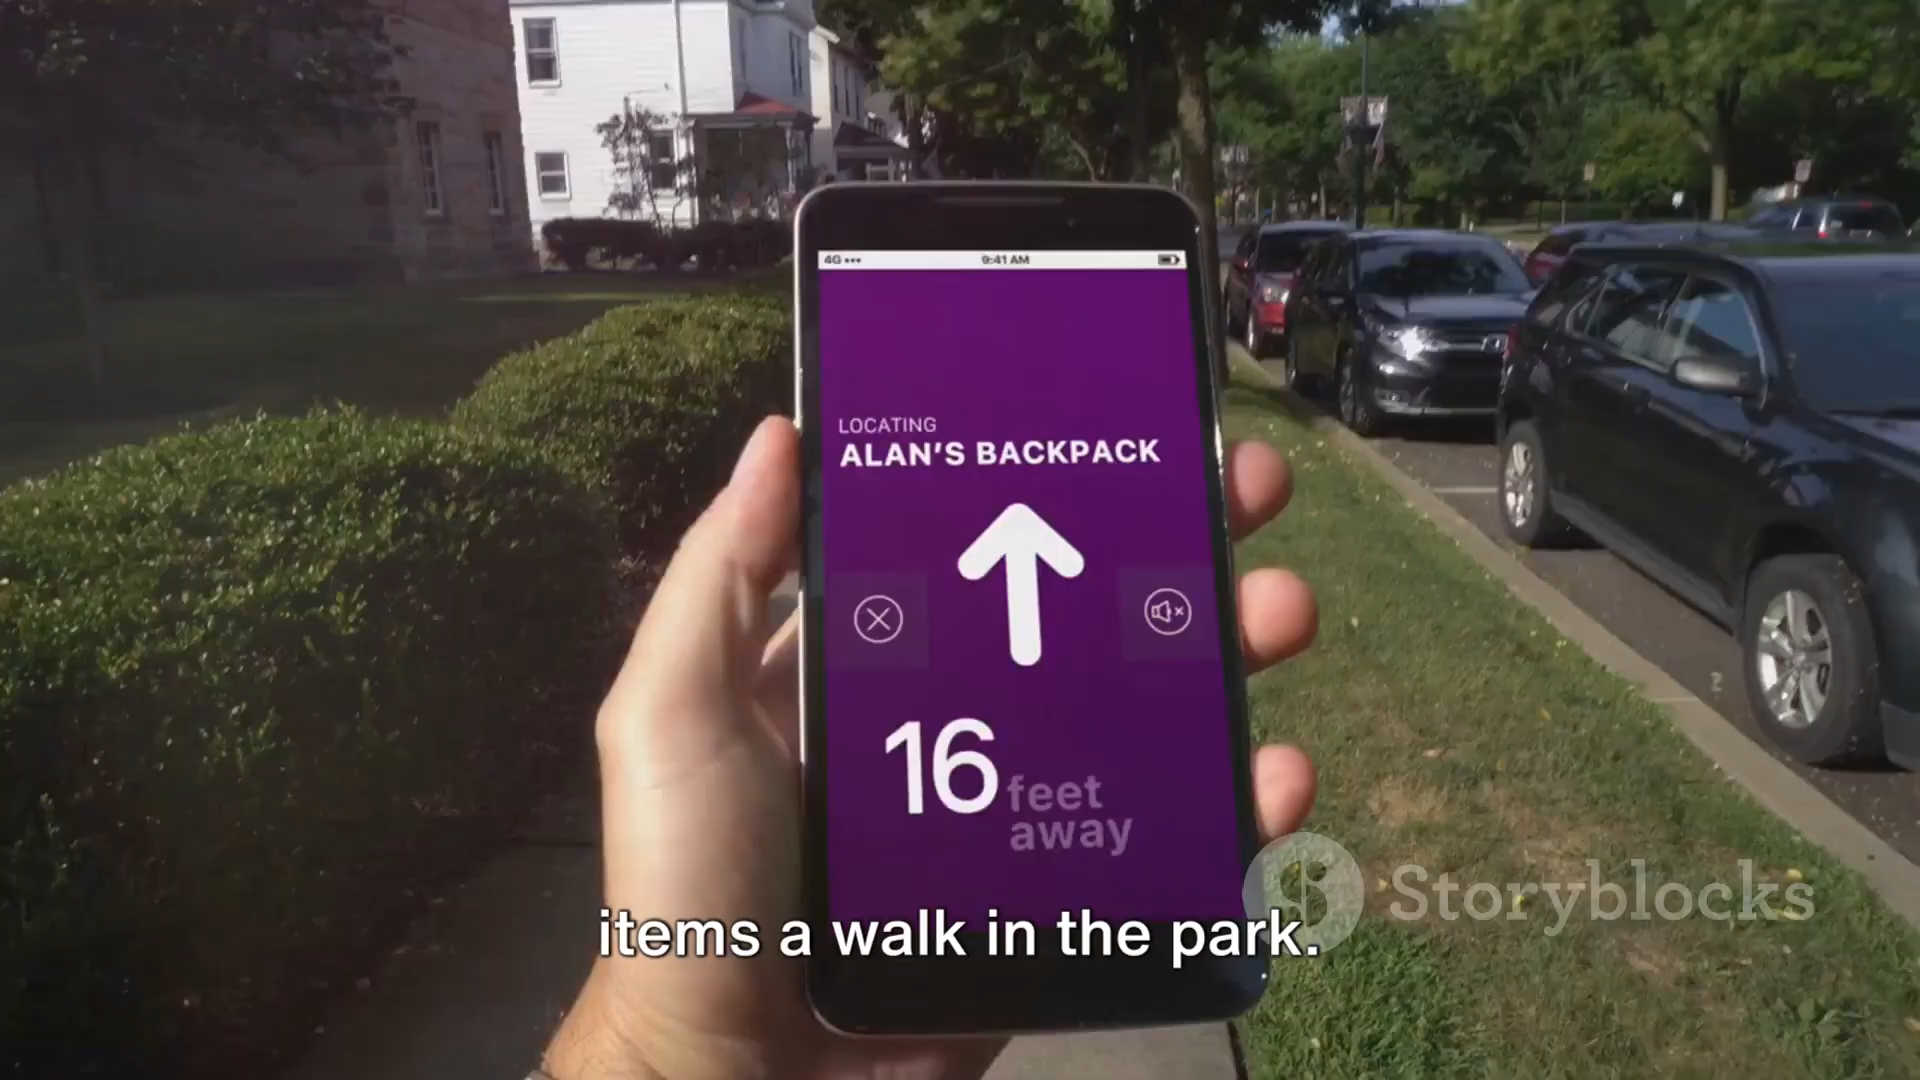 4G
9:41 AM
LOCATING
ALAN'S BACKPACK
16 feet
away
Storyblocks
items a walk in the park.